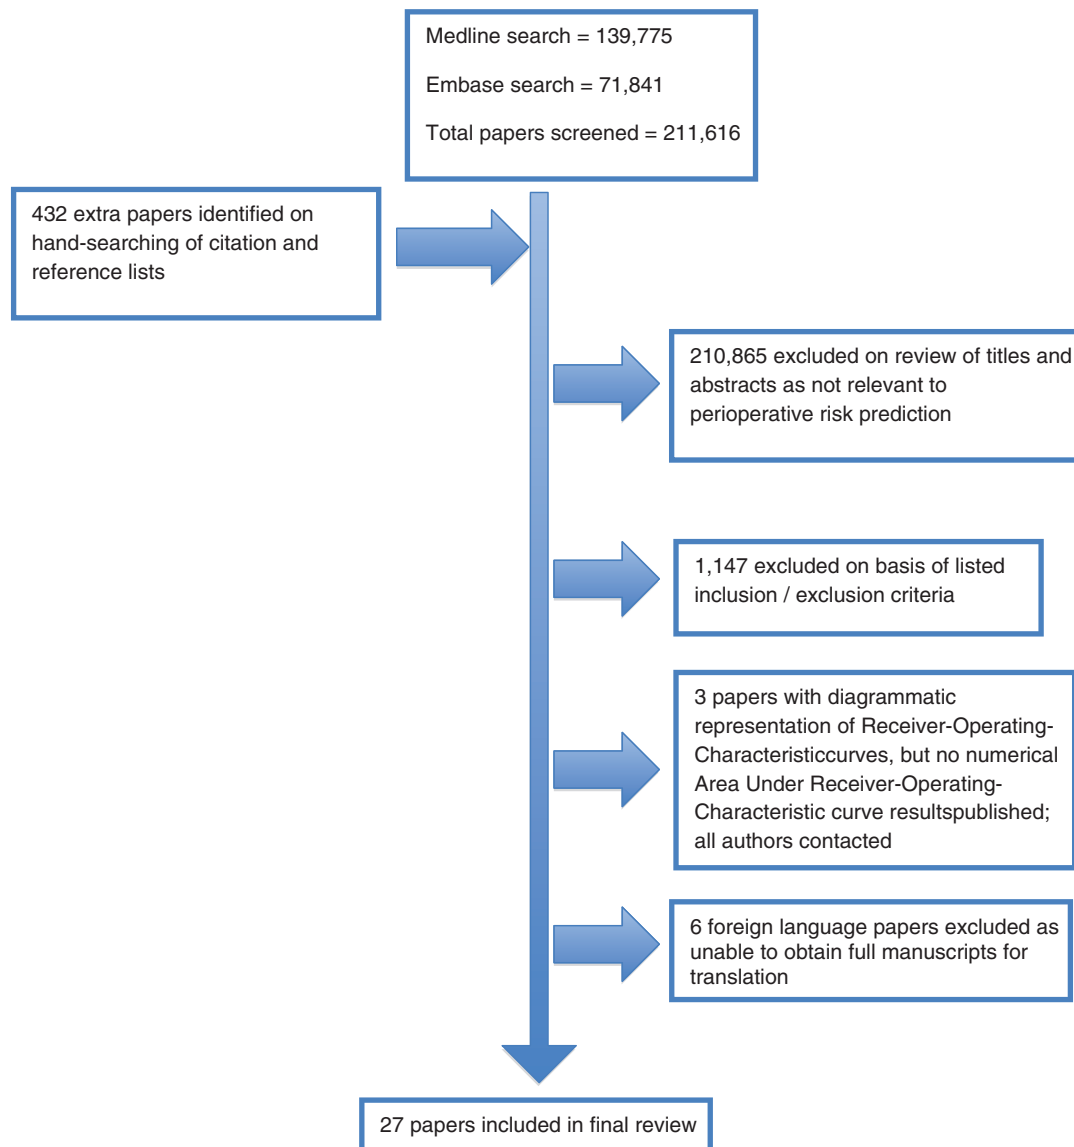 Medline search = 139,775
Embase search = 71,841
Total papers screened = 211,616
432 extra papers identified on
hand-searching of citation and
reference lists
210,865 excluded on review of titles and
abstracts as not relevant to
perioperative risk prediction
1,147 excluded on basis of listed
inclusion / exclusion criteria
3 papers with diagrammatic
representation of Receiver-Operating-
Characteristiccurves, but no numerical
Area Under Receiver-Operating-
Characteristic curve resultspublished;
all authors contacted
6 foreign language papers excluded as
unable to obtain full manuscripts for
translation
27 papers included in final review